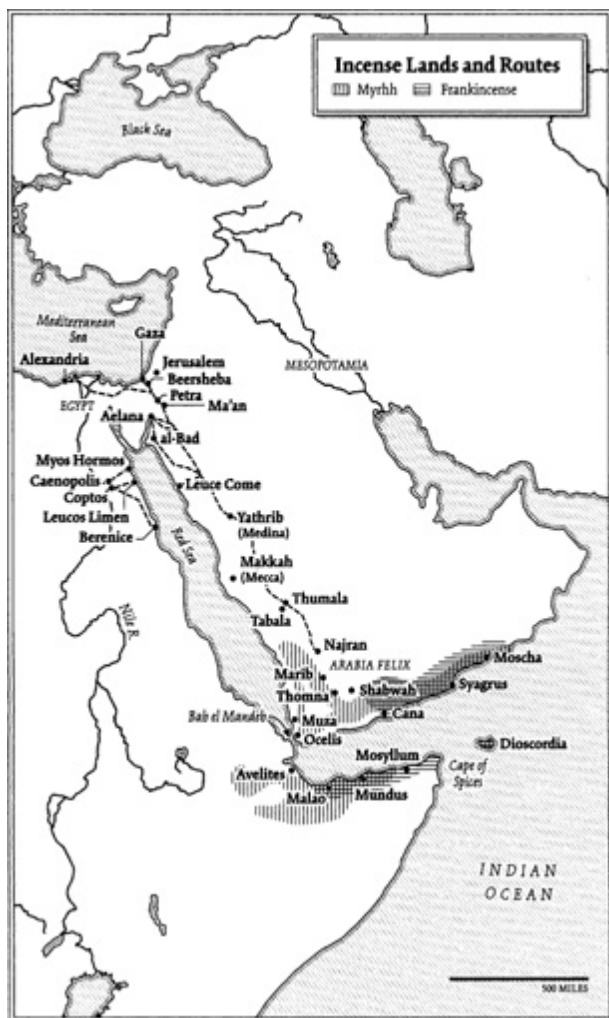 Incense Lands and Routes
Myrhh Frankincense
Black Sea
Mediterranean
Sea
Gaza
Alexandria
Jerusalem
Beersheba
MESOPOTAMIA
EGYPT
Petra
Ma'an
Aelana
al-Bad
Myos Hormos
Caenopolis
Leuce Come
Coptos
Leucos Limen
Yathrib
(Medina)
Berenice
Red Sea
Makkah
(Mecca)
Thumala
Tabala
Nile R.
Najran
Moscha
ARABIA FELIX
Marib
Shabwah
Syagrus
Thomna
Cana
Bab el Mandeb
Muza
Ocelis
Dioscordia
Mosyllum
Cape of
Spices
Avelites
Mundus
Malao
INDIAN
OCEAN
500 MILES